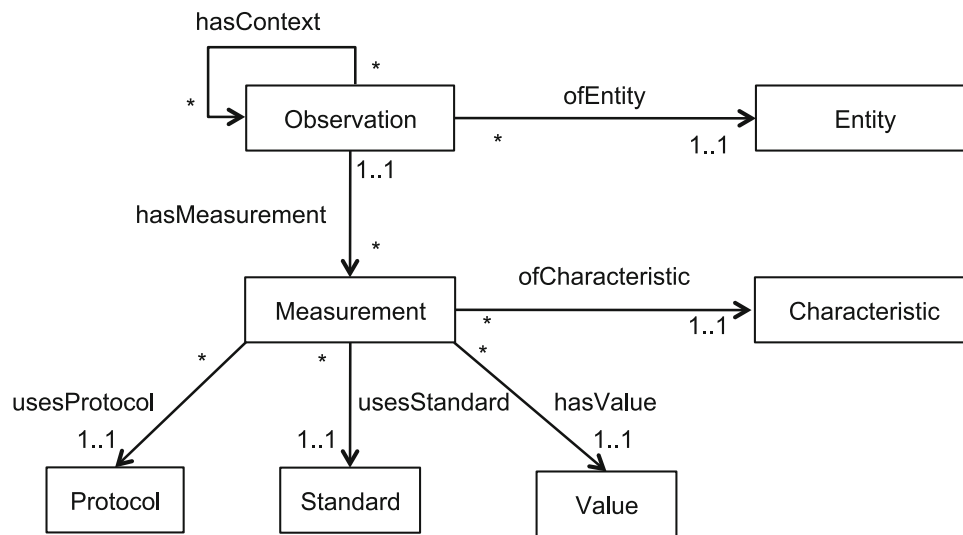 hasContext
*
*
Observation
ofEntity
Entity
*
1..1
1..1
hasMeasurement
*
Measurement
ofCharacteristic
Characteristic
*
1..1
*
*
*
usesProtocol
usesStandard
hasValue
1..1
1..1
1..1
Protocol
Standard
Value